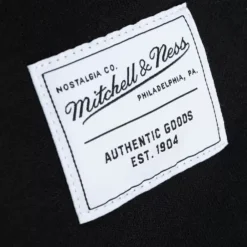 NOSTALGIA CO.
Mitchell & Ness
PHILADELPHIA, PA.
AUTHENTIC GOODS
EST. 1904